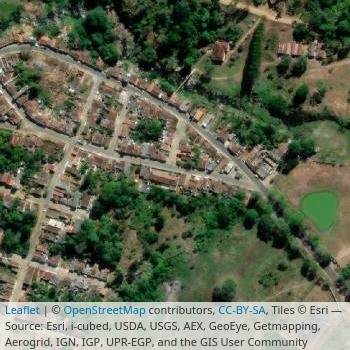 Leaflet | © OpenStreetMap contributors, CC-BY-SA, Tiles © Esri —
Source: Esri, i-cubed, USDA, USGS, AEX, GeoEye, Getmapping,
Aerogrid, IGN, IGP, UPR-EGP, and the GIS User Community